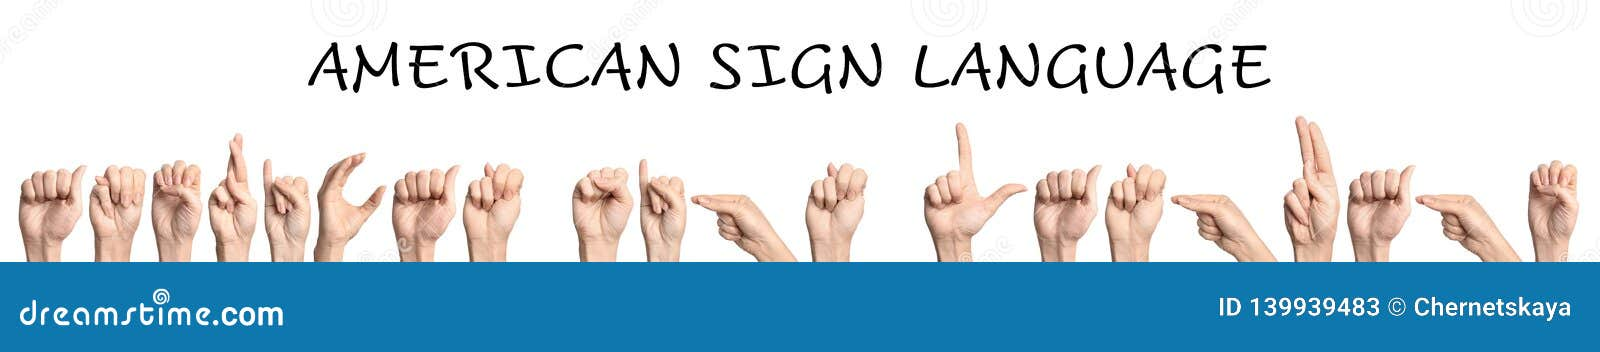 AMERICAN SIGN LANGUAGE
dreamstime.com
ID 139939483 © Chernetskaya